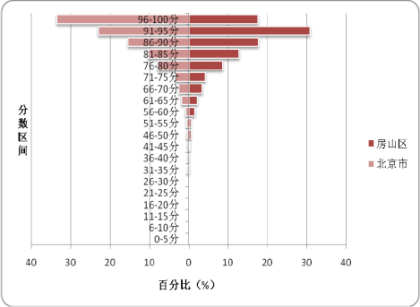 96-100分
91-95分
86-90分
81-85分
76-80分
71-75分
66-70分
61-65分
56-60分
51-55分
46-50分
41-45分
36-40分
31-35分
26-30分
21-25分
16-20分
11-15分
6-10分
0-5分
分数区间
房山区
北京市
40 30 20 10 0 10 20 30 40
百分比（%）